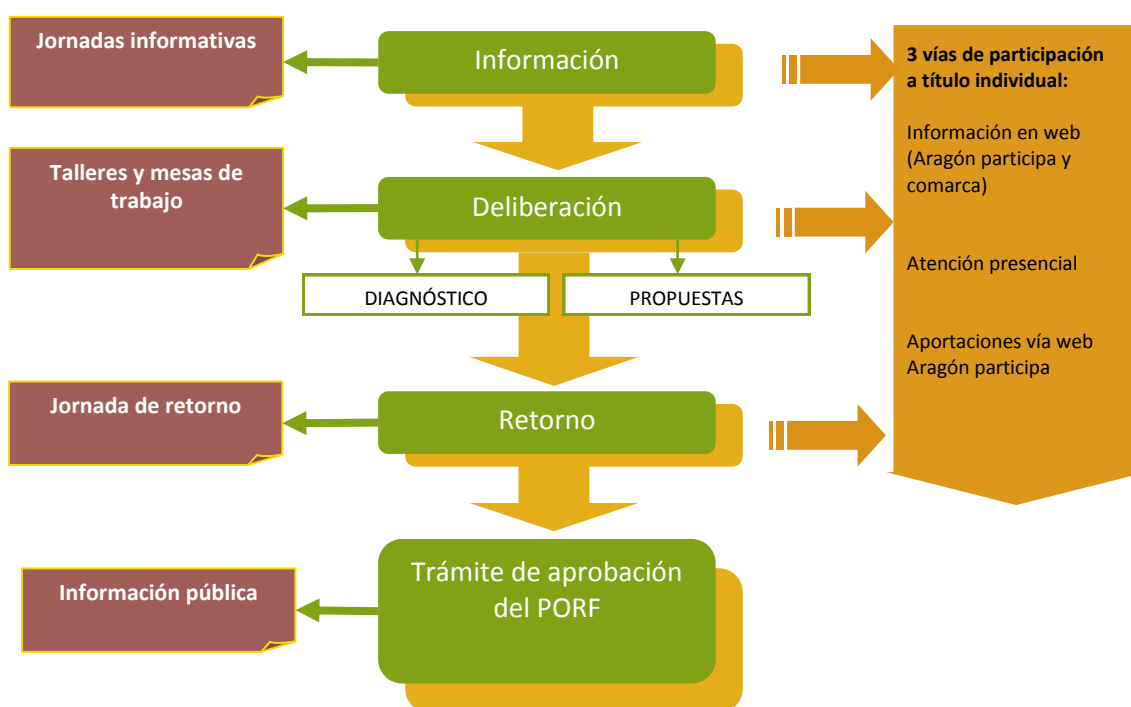 Jornadas informativas
Información
3 vías de participación
a título individual:
Información en web
(Aragón participa y
comarca)
Atención presencial
Aportaciones vía web
Aragón participa
Talleres y mesas de
trabajo
Deliberación
DIAGNÓSTICO
PROPUESTAS
Jornada de retorno
Retorno
Información pública
Trámite de aprobación
del PORF